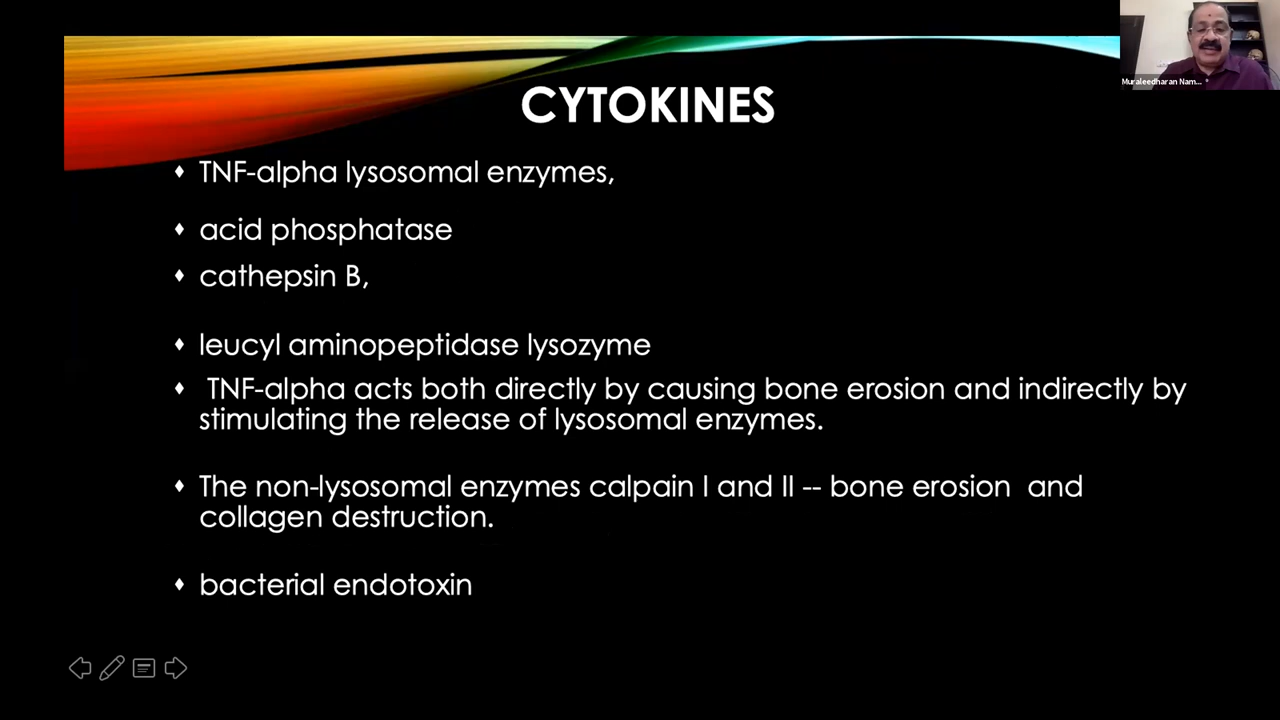 Muraleedharan Nam...
CYTOKINES
TNF-alpha lysosomal enzymes,
acid phosphatase
cathepsin B,
leucyl aminopeptidase lysozyme
TNF-alpha acts both directly by causing bone erosion and indirectly by
stimulating the release of lysosomal enzymes.
The non-lysosomal enzymes calpain I and II -- bone erosion and
collagen destruction.
bacterial endotoxin